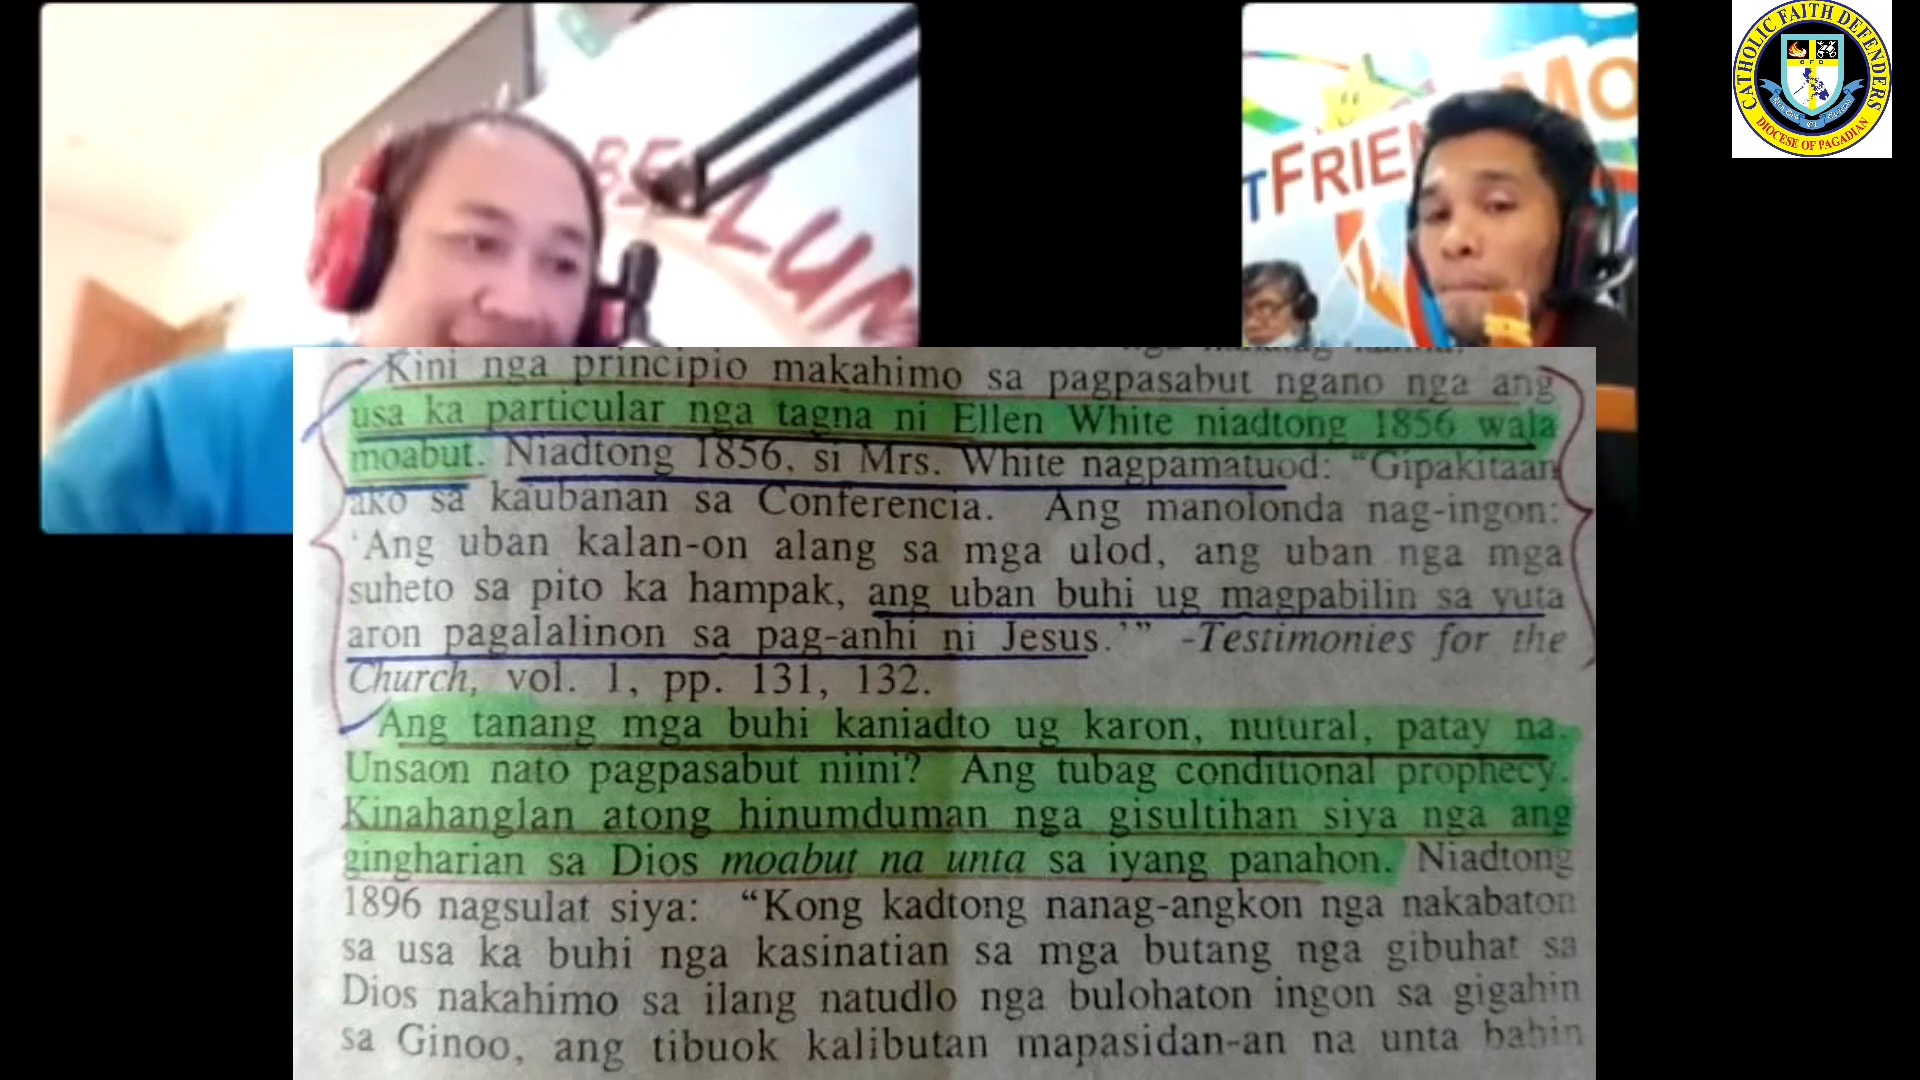 CATHOLIC FAITH DEFENDERS
CFD
DIOCESE OF PAGADIAN
BE LUN
TFRIEN MO
Kini nga principio makahimo sa pagpasabut ngano nga ang
usa ka particular nga tagna ni Ellen White niadtong 1856 wala
moabut. Niadtong 1856, si Mrs. White nagpamatuod: “Gipakitaan
ako sa kaubanan sa Conferencia. Ang manolonda nag-ingon:
‘Ang uban kalan-on alang sa mga ulod, ang uban nga mga
suheto sa pito ka hampak, ang uban buhi ug magpabilin sa yuta
aron pagalalinon sa pag-anhi ni Jesus.’” -Testimonies for the
Church, vol. 1, pp. 131, 132.
Ang tanang mga buhi kaniadto ug karon, nutural, patay na.
Unsaon nato pagpasabut niini? Ang tubag conditional prophecy.
Kinahanglan atong hinumduman nga gisultihan siya nga ang
gingharian sa Dios moabut na unta sa iyang panahon. Niadtong
1896 nagsulat siya: “Kong kadtong nanag-angkon nga nakabaton
sa usa ka buhi nga kasinatian sa mga butang nga gibuhat sa
Dios nakahimo sa ilang natudlo nga bulohaton ingon sa gigahin
sa Ginoo, ang tibuok kalibutan mapasidan-an na unta bahin